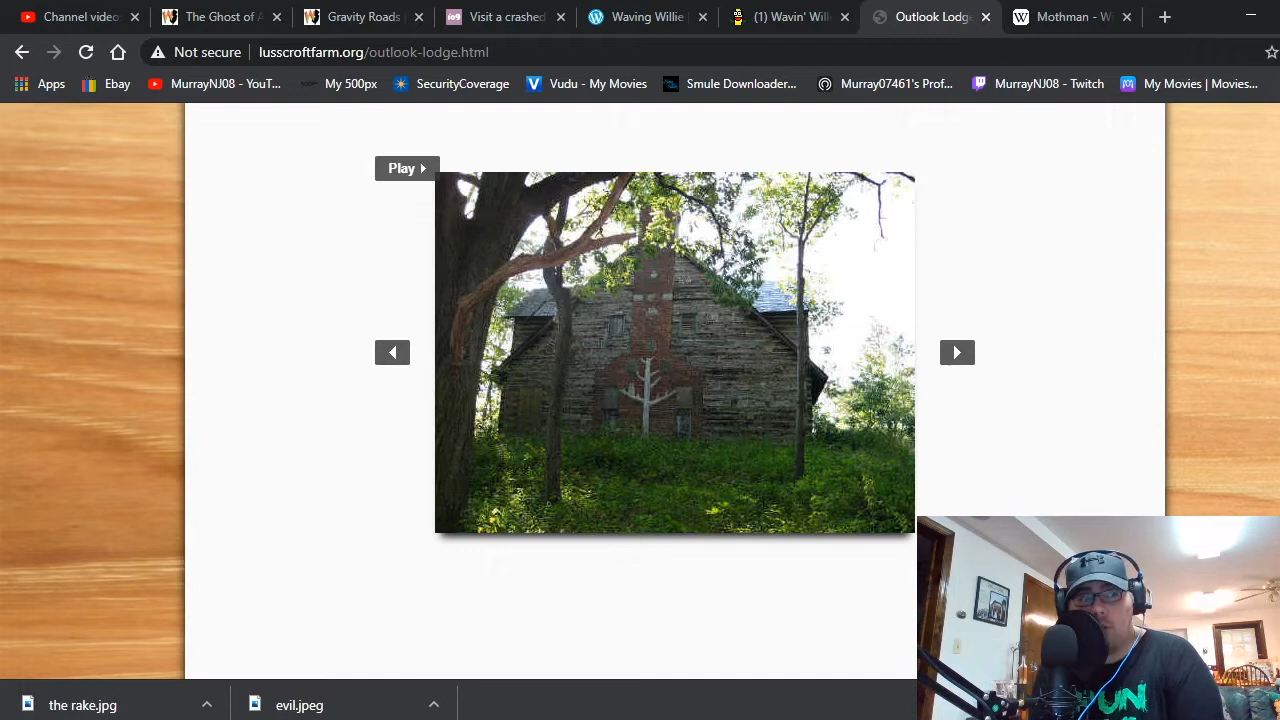 Channel video
The Ghost of A
Gravity Roads
Visit a crashed
Waving Willie
(1) Wavin' Will
Outlook Lodg
Mothman - W
Not secure
lusscroftfarm.org/outlook-lodge.html
Apps
Ebay
MurrayNJ08 - YouT...
My 500px
SecurityCoverage
Vudu - My Movies
Smule Downloader...
Murray07461's Prof...
MurrayNJ08 - Twitch
My Movies | Movies...
Play
the rake.jpg
evil.jpeg
UN